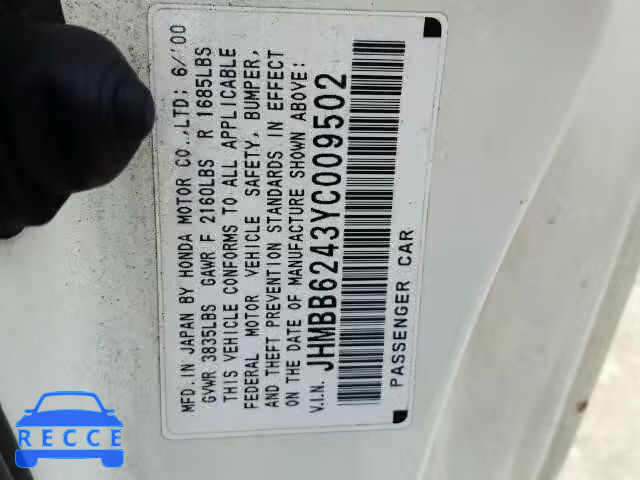 MFD.IN JAPAN BY HONDA MOTOR CO.,LTD: 6/'00
GVWR 3835LBS GAWR F 2160LBS R 1685LBS
THIS VEHICLE CONFORMS TO ALL APPLICABLE
FEDERAL MOTOR VEHICLE SAFETY, BUMPER,
AND THEFT PREVENTION STANDARDS IN EFFECT
ON THE DATE OF MANUFACTURE SHOWN ABOVE:
V.I.N. JHMBB6243YC009502
PASSENGER CAR
RECCE